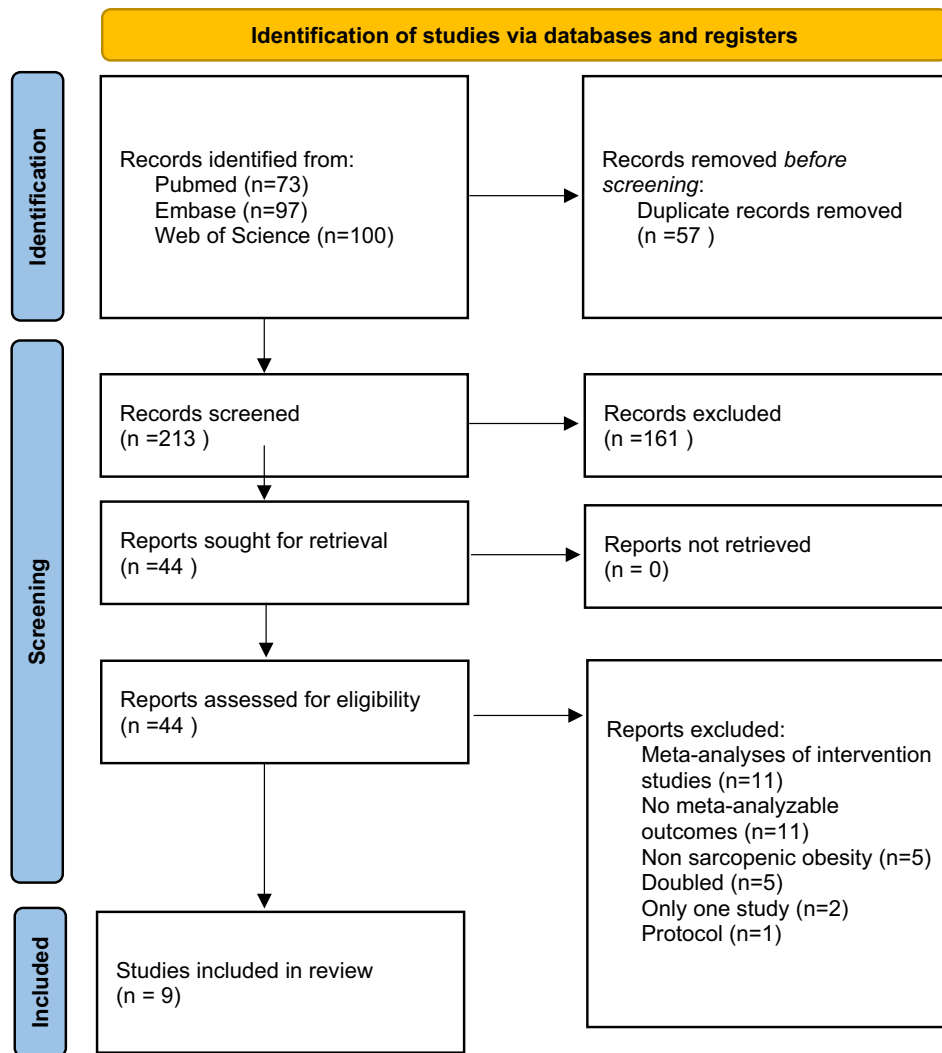 Identification of studies via databases and registers
Identification
Records identified from:
Pubmed (n=73)
Embase (n=97)
Web of Science (n=100)
Records removed before
screening:
Duplicate records removed
(n =57 )
Screening
Records screened
(n =213 )
Records excluded
(n =161 )
Reports sought for retrieval
(n =44 )
Reports not retrieved
(n = 0)
Reports assessed for eligibility
(n =44 )
Reports excluded:
Meta-analyses of intervention
studies (n=11)
No meta-analyzable
outcomes (n=11)
Non sarcopenic obesity (n=5)
Doubled (n=5)
Only one study (n=2)
Protocol (n=1)
Included
Studies included in review
(n = 9)